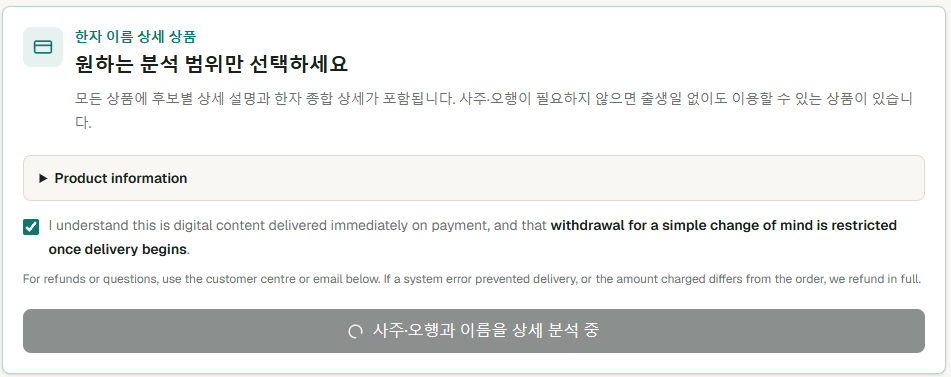 한자 이름 상세 상품
원하는 분석 범위만 선택하세요
모든 상품에 후보별 상세 설명과 한자 종합 상세가 포함됩니다. 사주·오행이 필요하지 않으면 출생일 없이도 이용할 수 있는 상품이 있습니
다.
▶ Product information
I understand this is digital content delivered immediately on payment, and that withdrawal for a simple change of mind is restricted
once delivery begins.
For refunds or questions, use the customer centre or email below. If a system error prevented delivery, or the amount charged differs from the order, we refund in full.
사주·오행과 이름을 상세 분석 중